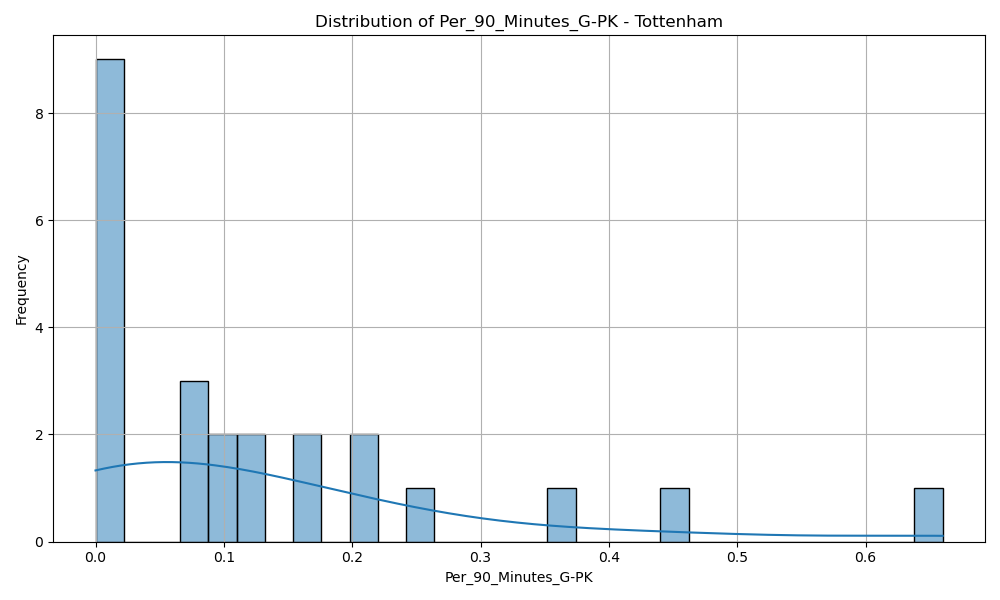 Distribution of Per_90_Minutes_G-PK - Tottenham
Frequency
8
6
4
2
0
0.0 0.1 0.2 0.3 0.4 0.5 0.6
Per_90_Minutes_G-PK